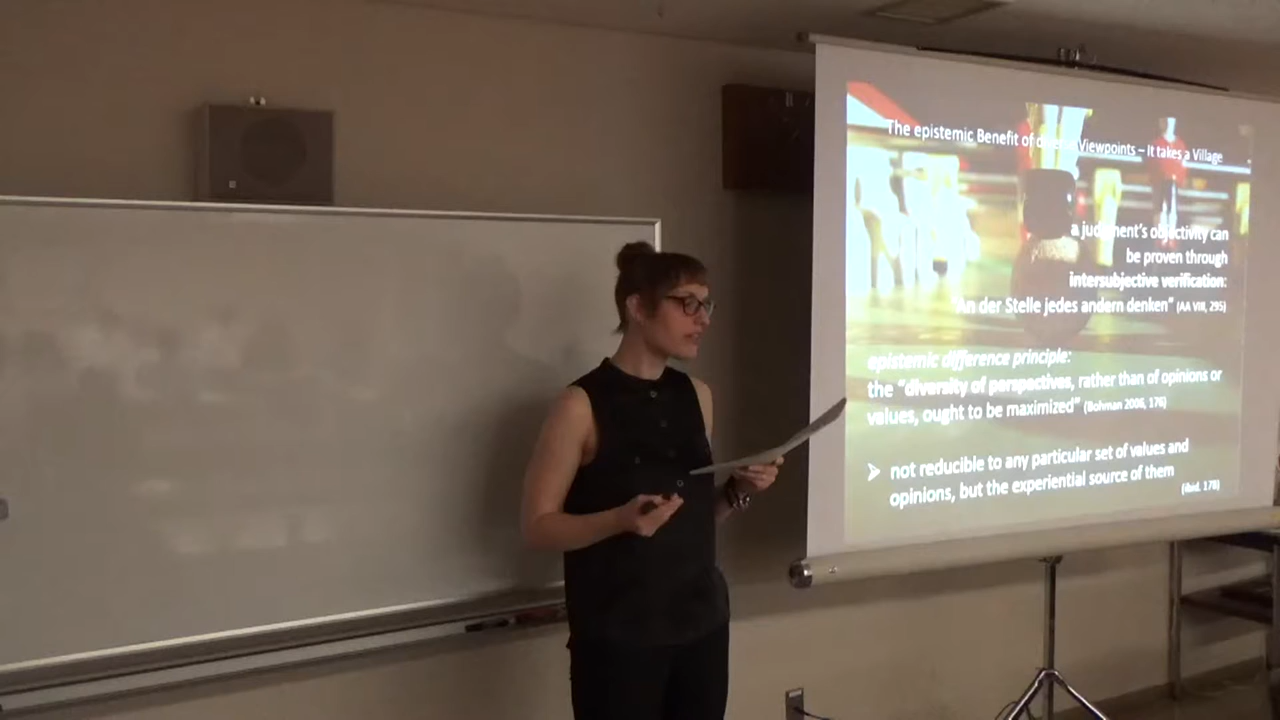 The epistemic Benefit of Viewpoints – It takes a Village
a judgment's objectivity can
be proven through
intersubjective verification:
"An der Stelle jedes andern denken" (AA VIII, 295)
epistemic difference principle:
the "diversity of perspectives, rather than of opinions or
values, ought to be maximized" (Bohman 2006, 176)
➢ not reducible to any particular set of values and
opinions, but the experiential source of them
(ibid. 178)